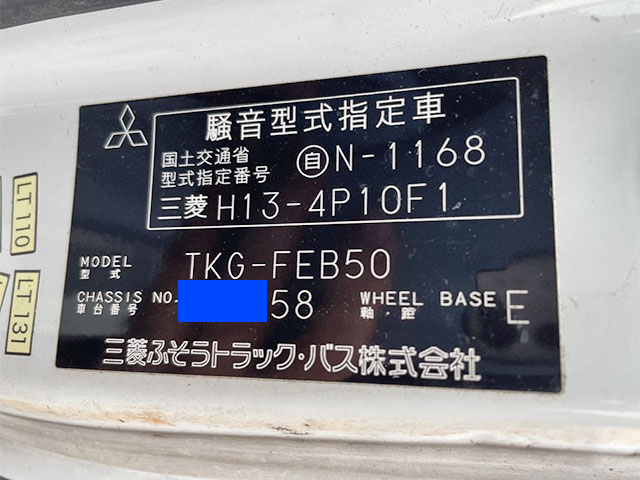 騒音型式指定車
国土交通省
型式指定番号 自N-1168
三菱 H13-4P10F1
MODEL
型式 TKG-FEB50
CHASSIS NO.
車台番号 58 WHEEL BASE
軸・距 E
三菱ふそうトラック・バス株式会社
LT110
LT131